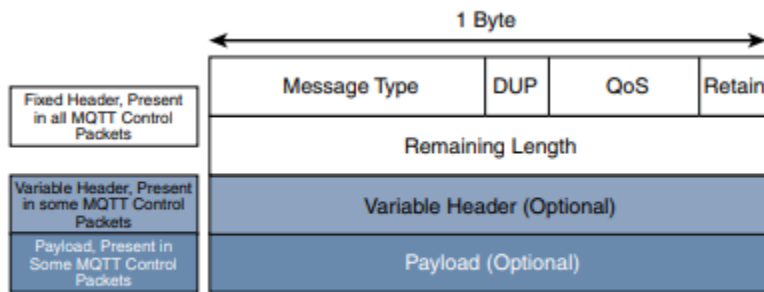 1 Byte
Message Type DUP QoS Retain
Fixed Header, Present
in all MQTT Control
Packets
Remaining Length
Variable Header, Present
in some MQTT Control
Packets
Variable Header (Optional)
Payload, Present in
Some MQTT Control
Packets
Payload (Optional)